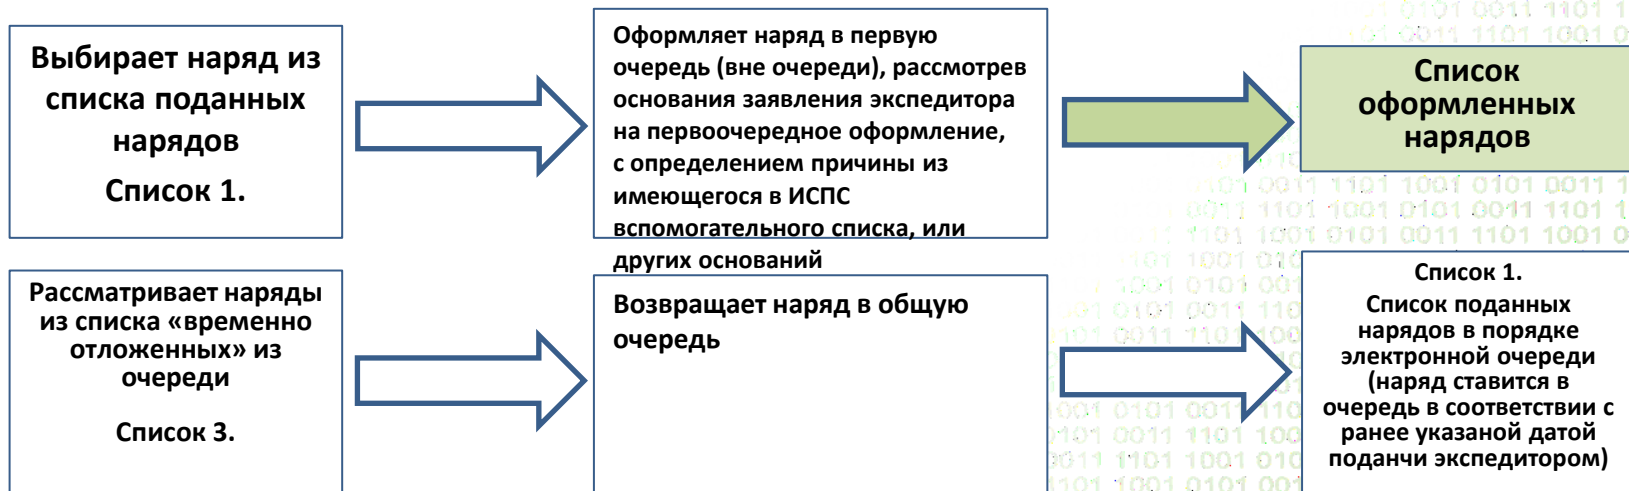 Выбирает наряд из
списка поданных
нарядов
Список 1.
Оформляет наряд в первую
очередь (вне очереди), рассмотрев
основания заявления экспедитора
на первоочередное оформление,
с определением причины из
имеющегося в ИСПС
вспомогательного списка, или
других оснований
Список
оформленных
нарядов
Рассматривает наряды
из списка «временно
отложенных» из
очереди
Список 3.
Возвращает наряд в общую
очередь
Список 1.
Список поданных
нарядов в порядке
электронной очереди
(наряд ставится в
очередь в соответствии с
ранее указаной датой
поданчи экспедитором)